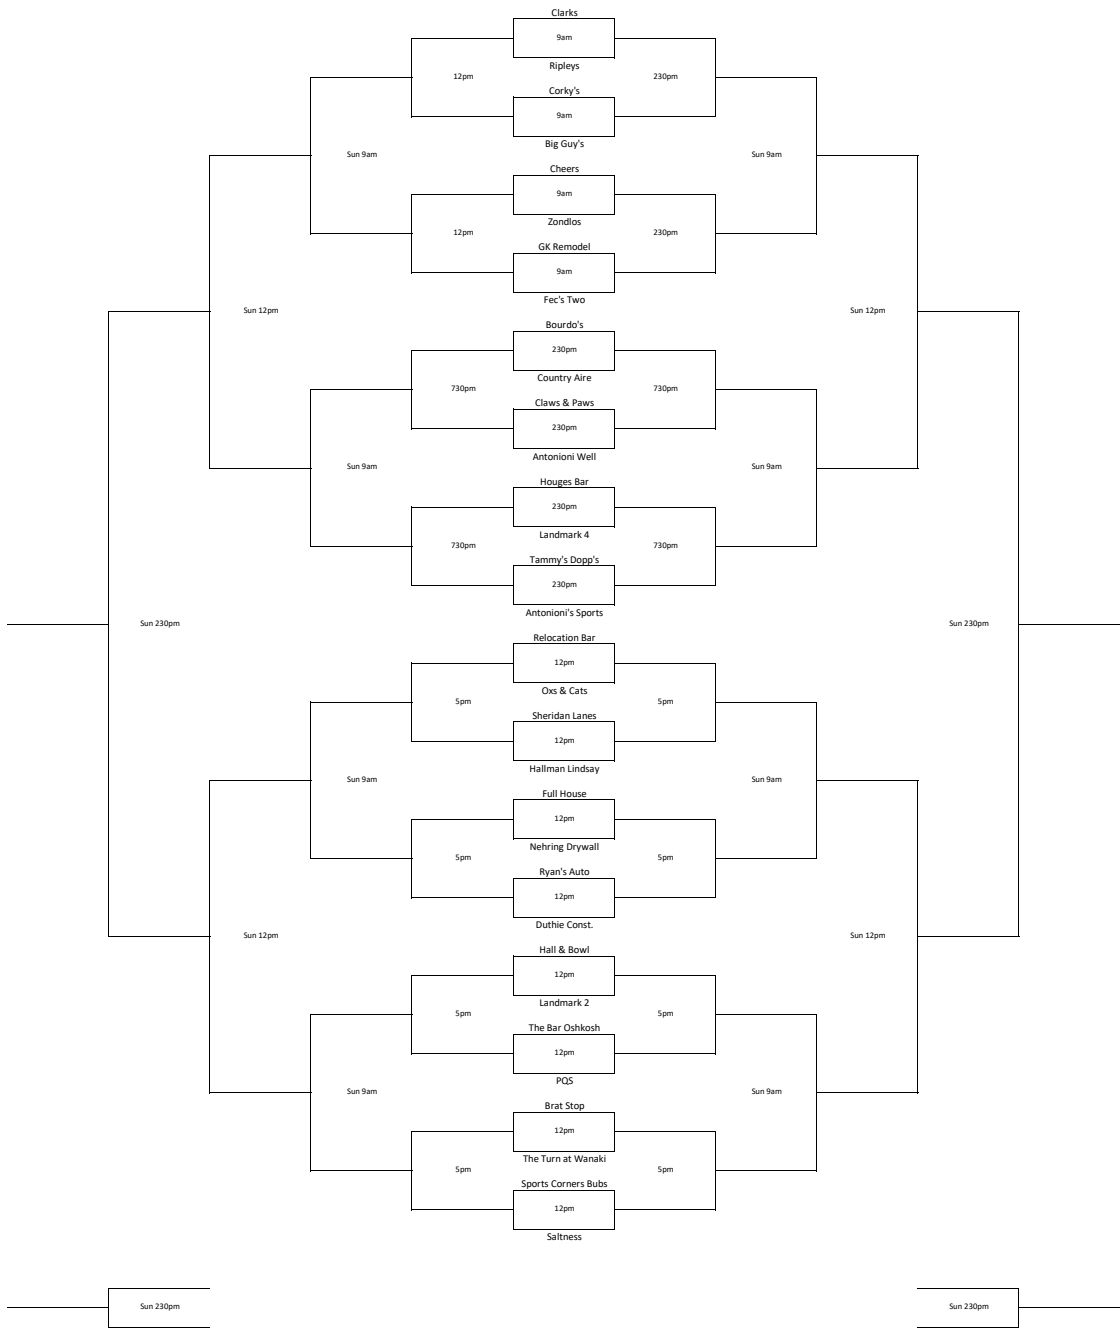 Clarks
9am
Ripleys
12pm
230pm
Corky's
9am
Big Guy's
Sun 9am
Sun 9am
Cheers
9am
Zondlos
12pm
230pm
GK Remodel
9am
Fec's Two
Sun 12pm
Sun 12pm
Bourdo's
230pm
Country Aire
730pm
730pm
Claws & Paws
230pm
Antonioni Well
Sun 9am
Sun 9am
Houges Bar
230pm
Landmark 4
730pm
730pm
Tammy's Dopp's
230pm
Antonioni's Sports
Sun 230pm
Sun 230pm
Relocation Bar
12pm
Oxs & Cats
5pm
5pm
Sheridan Lanes
12pm
Hallman Lindsay
Sun 9am
Sun 9am
Full House
12pm
Nehring Drywall
5pm
5pm
Ryan's Auto
12pm
Duthie Const.
Sun 12pm
Sun 12pm
Hall & Bowl
12pm
Landmark 2
5pm
5pm
The Bar Oshkosh
12pm
PQS
Sun 9am
Sun 9am
Brat Stop
12pm
The Turn at Wanaki
5pm
5pm
Sports Corners Bubs
12pm
Saltness
Sun 230pm
Sun 230pm